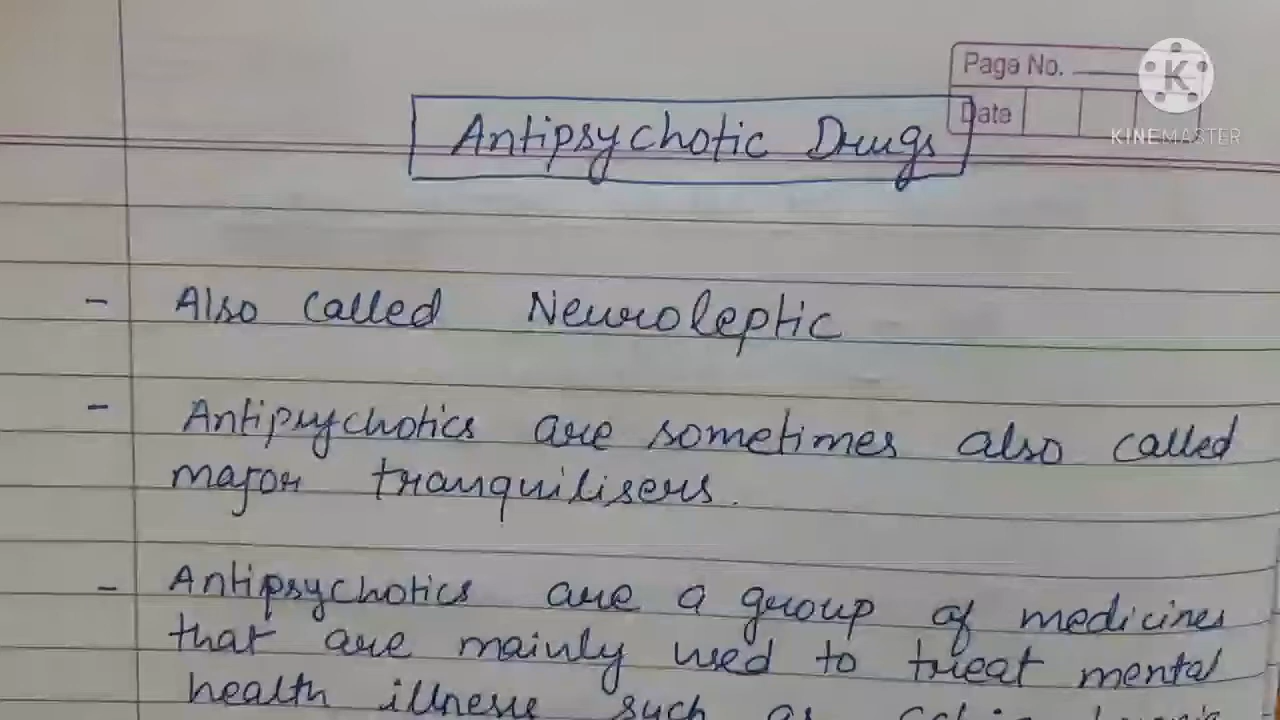 Page No.
Date
KINEMASTER
Antipsychotic Drugs
- Also called Neuroleptic
- Antipsychotics are sometimes also called
major tranquilisers.
- Antipsychotics are a group of medicines
that are mainly used to treat mental
health illness such as